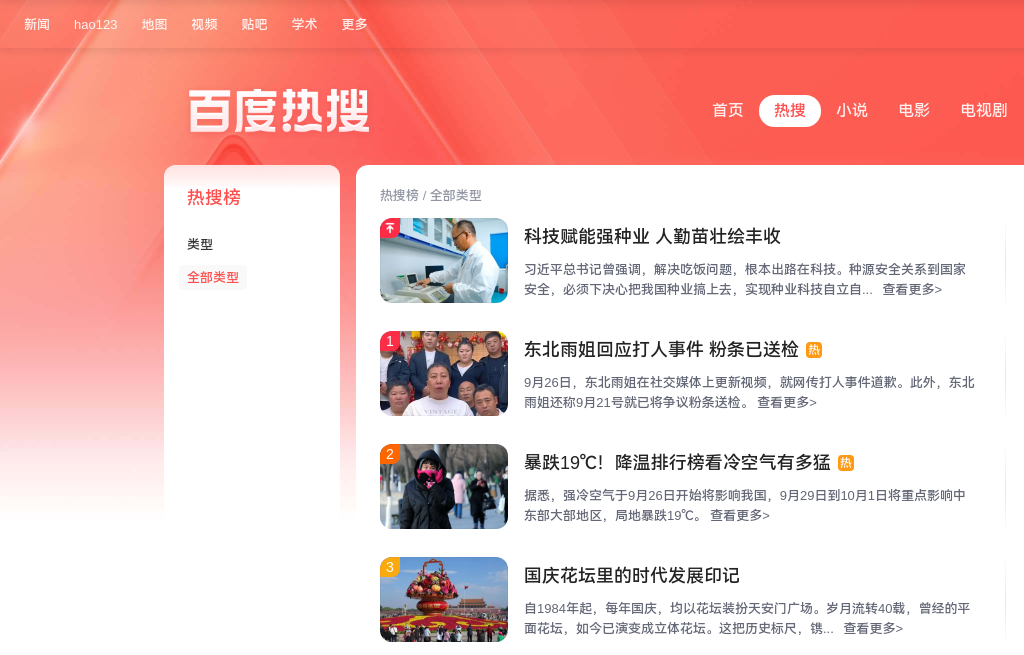 新闻 hao123 地图 视频 贴吧 学术 更多
百度热搜
首页 热搜 小说 电影 电视剧
热搜榜
类型
全部类型
热搜榜 / 全部类型
科技赋能强种业 人勤苗壮绘丰收
习近平总书记曾强调，解决吃饭问题，根本出路在科技。种源安全关系到国家
安全，必须下决心把我国种业搞上去，实现种业科技自立自... 查看更多>
1
东北雨姐回应打人事件 粉条已送检 热
9月26日，东北雨姐在社交媒体上更新视频，就网传打人事件道歉。此外，东北
雨姐还称9月21号就已将争议粉条送检。 查看更多>
2
暴跌19℃！降温排行榜看冷空气有多猛 热
据悉，强冷空气于9月26日开始将影响我国，9月29日到10月1日将重点影响中
东部大部地区，局地暴跌19℃。 查看更多>
3
国庆花坛里的时代发展印记
自1984年起，每年国庆，均以花坛装扮天安门广场。岁月流转40载，曾经的平
面花坛，如今已演变成立体花坛。这把历史标尺，镌... 查看更多>